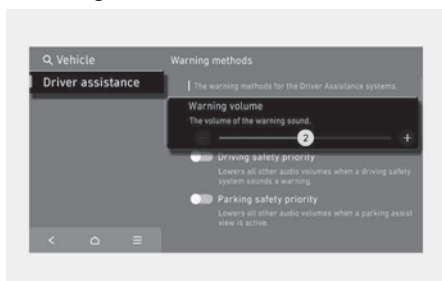 Vehicle
Warning methods
Driver assistance
The warning methods for the Driver Assistance systems.
Warning volume
The volume of the warning sound.
2
Driving safety priority
Lowers all other audio volumes when a driving safety
system sounds a warning.
Parking safety priority
Lowers all other audio volumes when a parking assist
view is active.